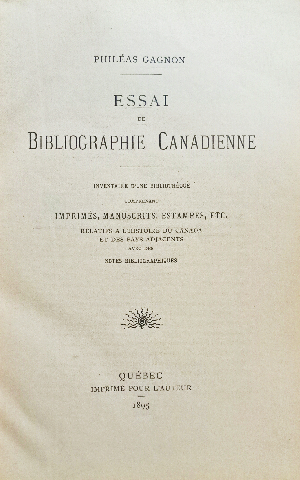 PHILÉAS GAGNON
ESSAI
DE
BIBLIOGRAPHIE CANADIENNE
INVENTAIRE D'UNE BIBLIOTHÈQUE
COMPRENANT
IMPRIMÉS, MANUSCRITS, ESTAMPES, ETC.
RELATIFS À L'HISTOIRE DU CANADA
ET DES PAYS ADJACENTS
AVEC DES
NOTES BIBLIOGRAPHIQUES
QUÉBEC
IMPRIMÉ POUR L'AUTEUR
1895